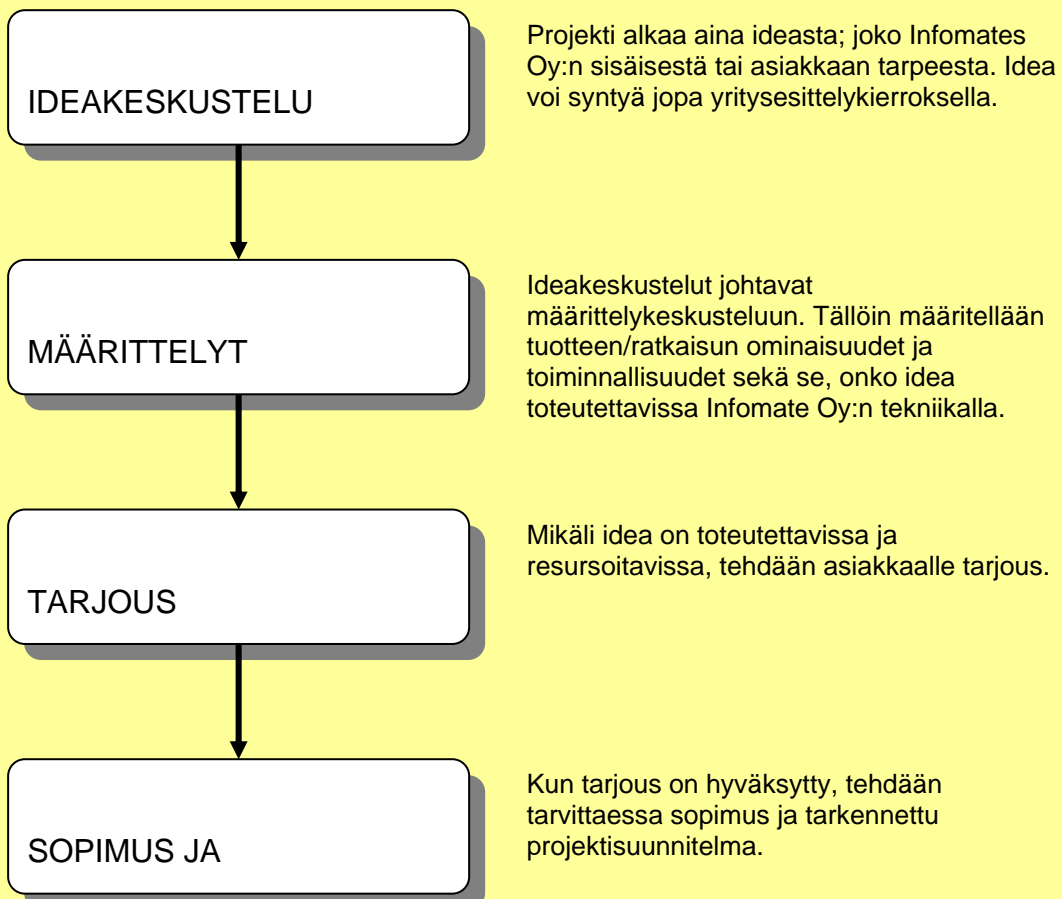 IDEAKESKUSTELU
Projekti alkaa aina ideasta; joko Infomates
Oy:n sisäisestä tai asiakkaan tarpeesta. Idea
voi syntyä jopa yritysesittelykierroksella.
MÄÄRITTELYT
Ideakeskustelut johtavat
määrittelykeskusteluun. Tällöin määritellään
tuotteen/ratkaisun ominaisuudet ja
toiminnallisuudet sekä se, onko idea
toteutettavissa Infomate Oy:n tekniikalla.
TARJOUS
Mikäli idea on toteutettavissa ja
resursoitavissa, tehdään asiakkaalle tarjous.
SOPIMUS JA
Kun tarjous on hyväksytty, tehdään
tarvittaessa sopimus ja tarkennettu
projektisuunnitelma.